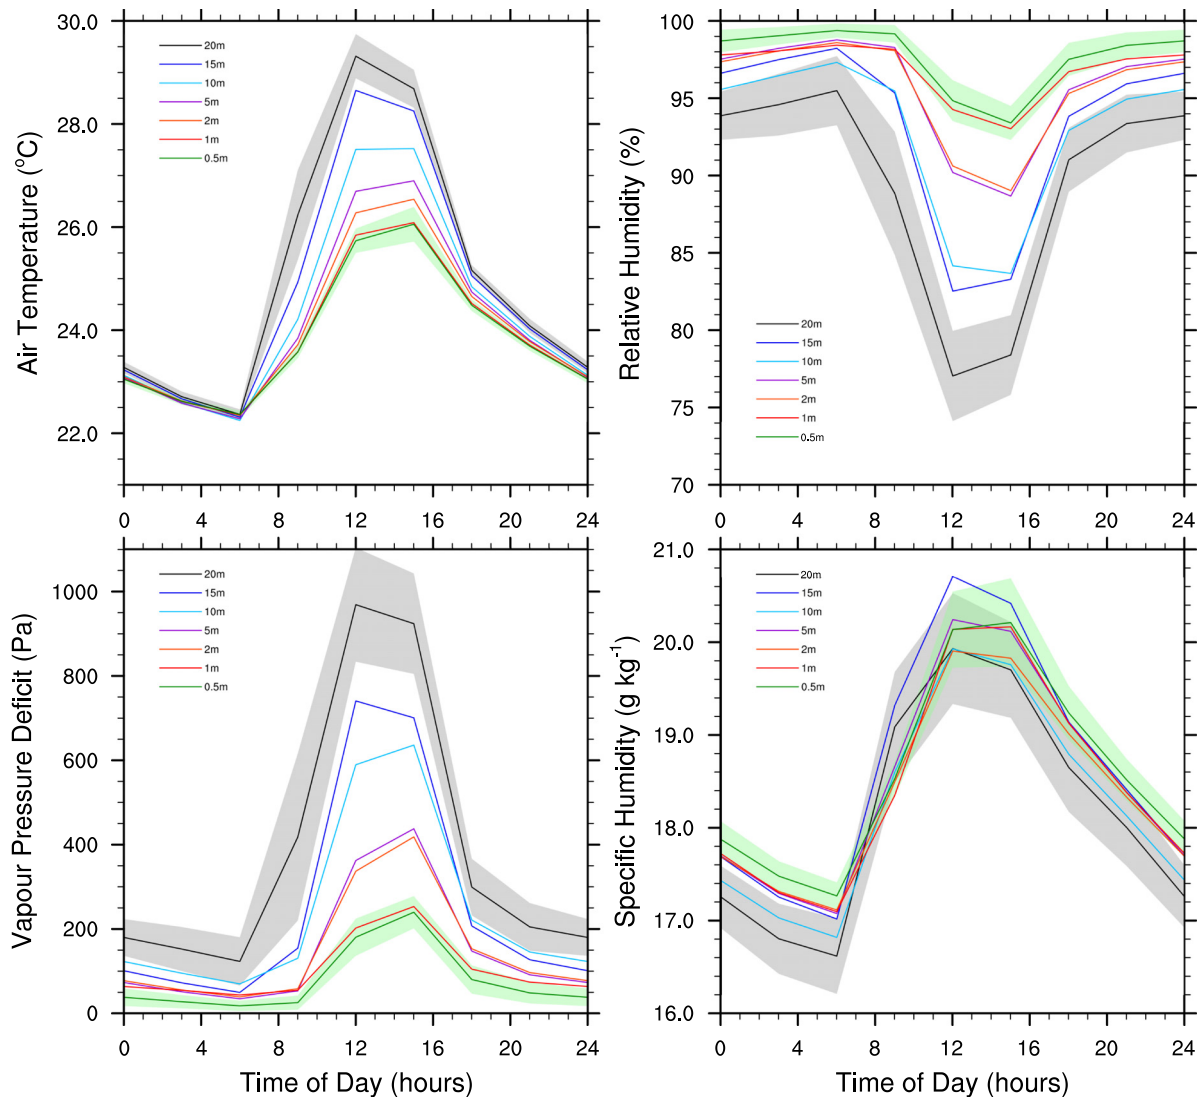 Air Temperature (°C)
30.0
28.0
26.0
24.0
22.0
20m
15m
10m
5m
2m
1m
0.5m
0 4 8 12 16 20 24
Relative Humidity (%)
100
95
90
85
80
75
70
20m
15m
10m
5m
2m
1m
0.5m
0 4 8 12 16 20 24
Vapour Pressure Deficit (Pa)
1000
800
600
400
200
0
20m
15m
10m
5m
2m
1m
0.5m
0 4 8 12 16 20 24
Time of Day (hours)
Specific Humidity (g kg⁻¹)
21.0
20.0
19.0
18.0
17.0
16.0
20m
15m
10m
5m
2m
1m
0.5m
0 4 8 12 16 20 24
Time of Day (hours)